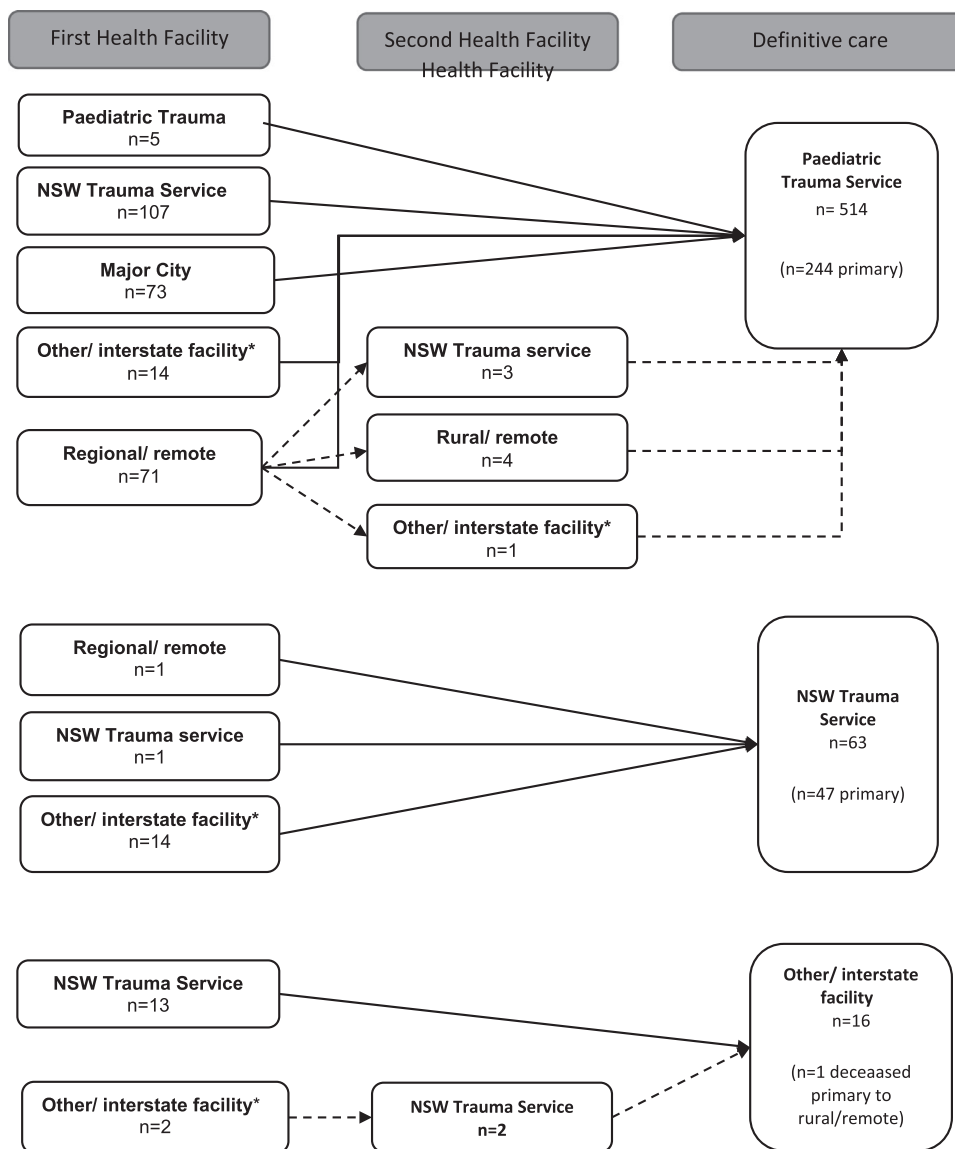 First Health Facility
Second Health Facility
Health Facility
Definitive care
Paediatric Trauma
n=5
NSW Trauma Service
n=107
Major City
n=73
Other/ interstate facility*
n=14
Regional/ remote
n=71
NSW Trauma service
n=3
Rural/ remote
n=4
Other/ interstate facility*
n=1
Paediatric
Trauma Service
n= 514
(n=244 primary)
Regional/ remote
n=1
NSW Trauma service
n=1
Other/ interstate facility*
n=14
NSW Trauma
Service
n=63
(n=47 primary)
NSW Trauma Service
n=13
Other/ interstate facility*
n=2
NSW Trauma Service
n=2
Other/ interstate
facility
n=16
(n=1 deceaased
primary to
rural/remote)